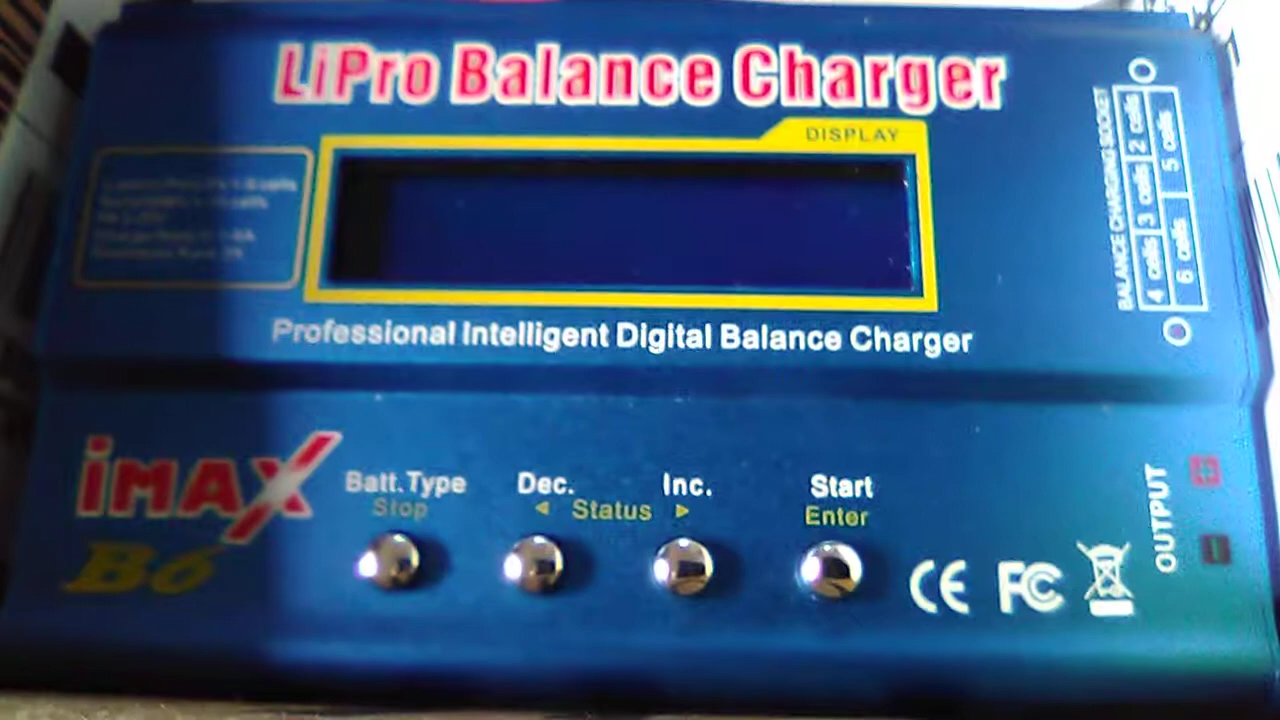 LiPro Balance Charger
DISPLAY
Professional Intelligent Digital Balance Charger
BALANCE CHARGING SOCKET
4 cells 3 cells 2 cells
6 cells 5 cells
iMAX
B6
Batt.Type
Stop
Dec.
Inc.
◄ Status ►
Start
Enter
CE FC
OUTPUT
+
-